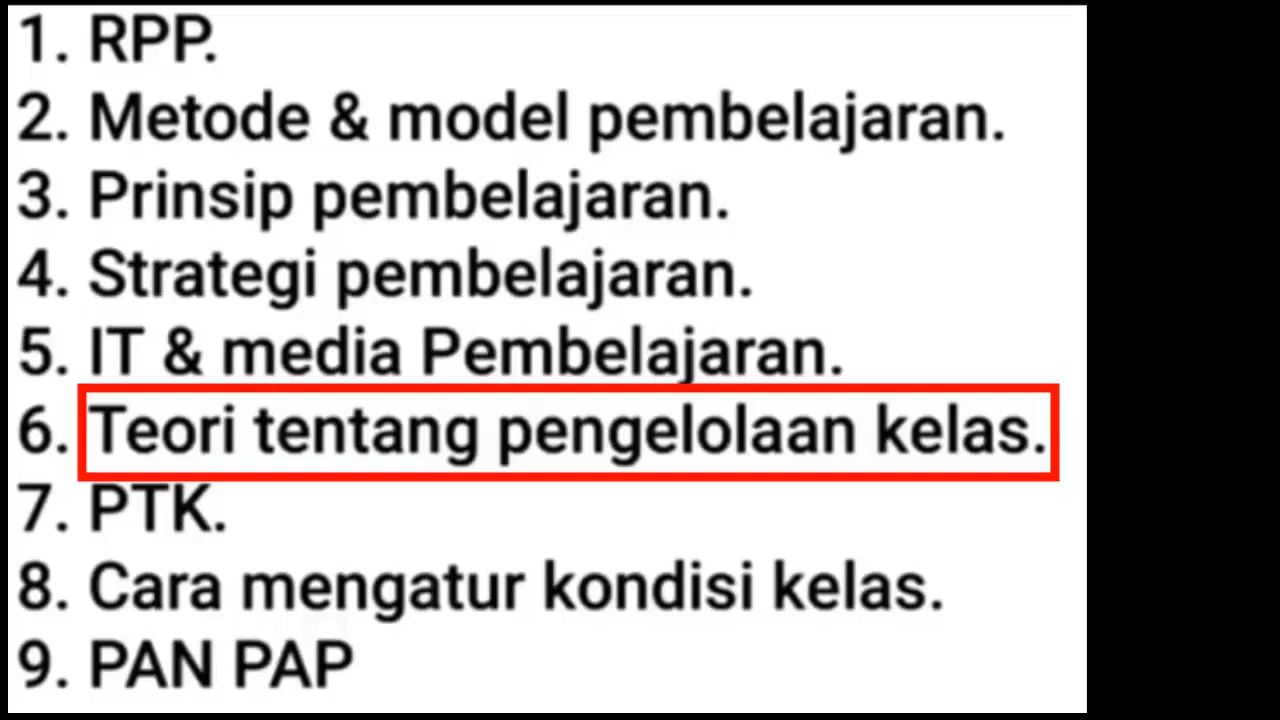 1. RPP.
2. Metode & model pembelajaran.
3. Prinsip pembelajaran.
4. Strategi pembelajaran.
5. IT & media Pembelajaran.
6. Teori tentang pengelolaan kelas.
7. PTK.
8. Cara mengatur kondisi kelas.
9. PAN PAP